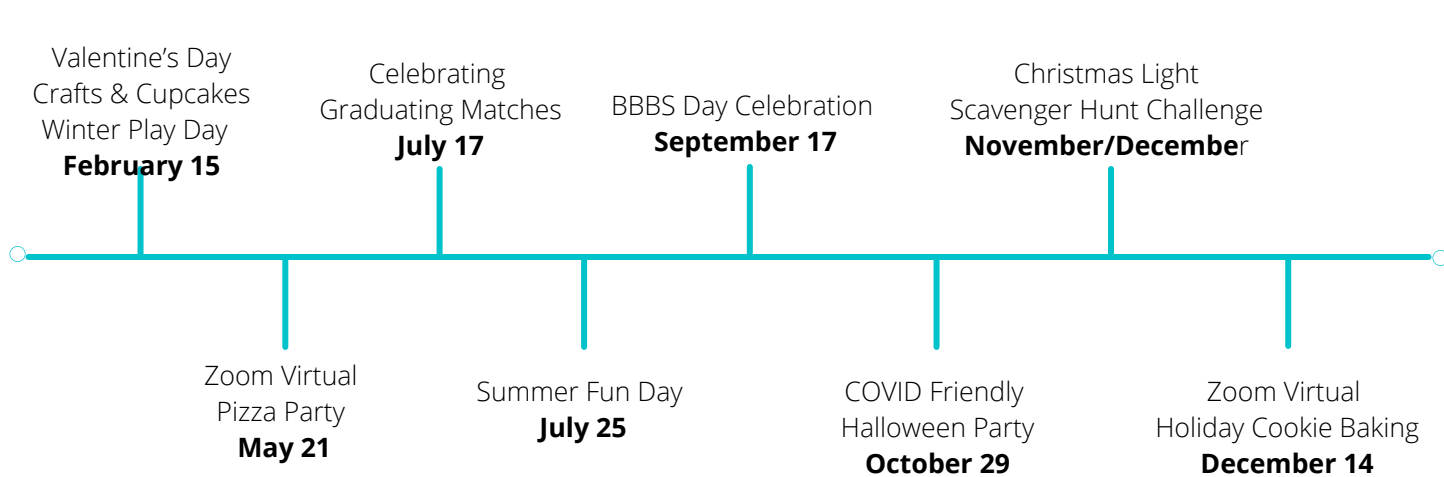 Valentine’s Day
Crafts & Cupcakes
Winter Play Day
February 15
Zoom Virtual
Pizza Party
May 21
Celebrating
Graduating Matches
July 17
Summer Fun Day
July 25
BBBS Day Celebration
September 17
COVID Friendly
Halloween Party
October 29
Christmas Light
Scavenger Hunt Challenge
November/December
Zoom Virtual
Holiday Cookie Baking
December 14